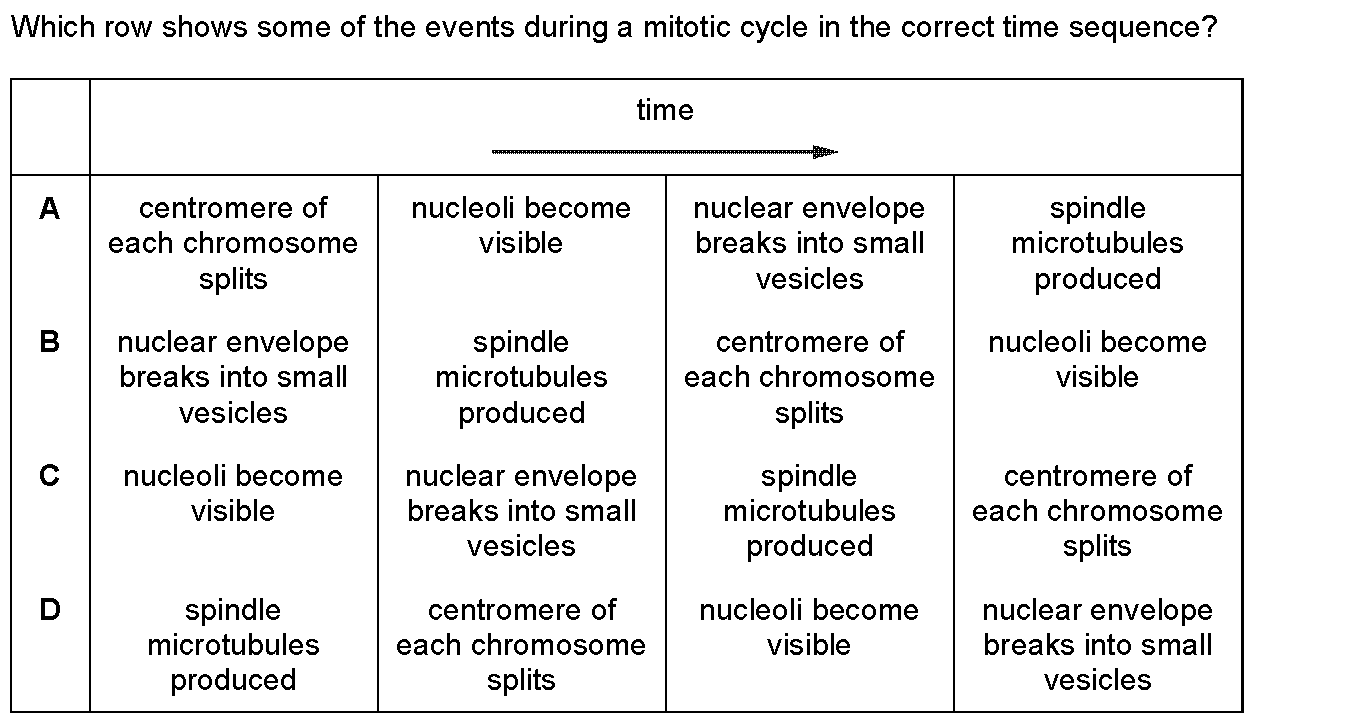 Which row shows some of the events during a mitotic cycle in the correct time sequence?
time
A
centromere of
each chromosome
splits
nucleoli become
visible
nuclear envelope
breaks into small
vesicles
spindle
microtubules
produced
B
nuclear envelope
breaks into small
vesicles
spindle
microtubules
produced
centromere of
each chromosome
splits
nucleoli become
visible
C
nucleoli become
visible
nuclear envelope
breaks into small
vesicles
spindle
microtubules
produced
centromere of
each chromosome
splits
D
spindle
microtubules
produced
centromere of
each chromosome
splits
nucleoli become
visible
nuclear envelope
breaks into small
vesicles